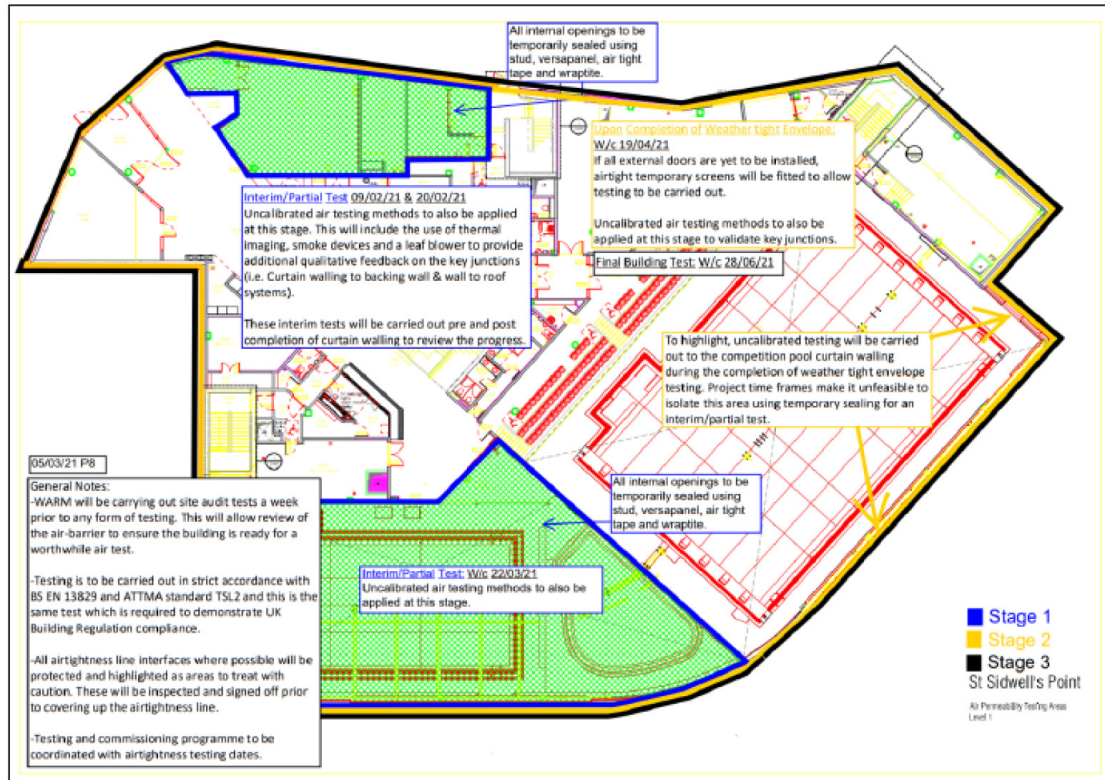 All internal openings to be
temporarily sealed using
stud, versapanel, air tight
tape and wraptite.
Upon Completion of Weather tight Envelope:
W/c 19/04/21
If all external doors are yet to be installed,
airtight temporary screens will be fitted to allow
testing to be carried out.
Uncalibrated air testing methods to also be
applied at this stage to validate key junctions.
Final Building Test: W/c 28/06/21
Interim/Partial Test 09/02/21 & 20/02/21
Uncalibrated air testing methods to also be applied
at this stage. This will include the use of thermal
imaging, smoke devices and a leaf blower to provide
additional qualitative feedback on the key junctions
(i.e. Curtain walling to backing wall & wall to roof
systems).
These interim tests will be carried out pre and post
completion of curtain walling to review the progress.
To highlight, uncalibrated testing will be carried
out to the competition pool curtain walling
during the completion of weather tight envelope
testing. Project time frames make it unfeasible to
isolate this area using temporary sealing for an
interim/partial test.
05/03/21 P8
General Notes:
-WARM will be carrying out site audit tests a week
prior to any form of testing. This will allow review of
the air-barrier to ensure the building is ready for a
worthwhile air test.
-Testing is to be carried out in strict accordance with
BS EN 13829 and ATTMA standard TSL2 and this is the
same test which is required to demonstrate UK
Building Regulation compliance.
-All airtightness line interfaces where possible will be
protected and highlighted as areas to treat with
caution. These will be inspected and signed off prior
to covering up the airtightness line.
-Testing and commissioning programme to be
coordinated with airtightness testing dates.
All internal openings to be
temporarily sealed using
stud, versapanel, air tight
tape and wraptite.
Interim/Partial Test: W/c 22/03/21
Uncalibrated air testing methods to also be
applied at this stage.
Stage 1
Stage 2
Stage 3
St Sidwell's Point
Air Permeability Testing Areas
Level 1